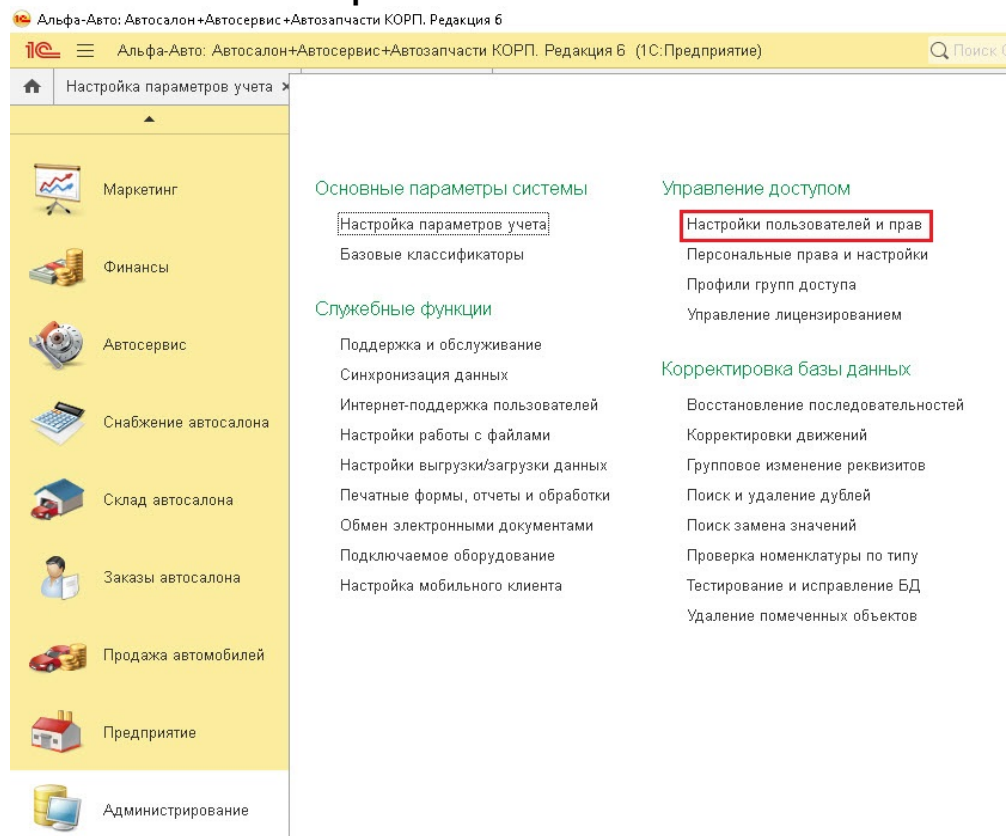 Альфа-Авто: Автосалон+Автосервис+Автозапчасти КОРП. Редакция 6
1С Альфа-Авто: Автосалон+Автосервис+Автозапчасти КОРП. Редакция 6 (1С:Предприятие) Поиск
Настройка параметров учета ×
Маркетинг
Финансы
Автосервис
Снабжение автосалона
Склад автосалона
Заказы автосалона
Продажа автомобилей
Предприятие
Администрирование
Основные параметры системы
Настройка параметров учета
Базовые классификаторы
Служебные функции
Поддержка и обслуживание
Синхронизация данных
Интернет-поддержка пользователей
Настройки работы с файлами
Настройки выгрузки/загрузки данных
Печатные формы, отчеты и обработки
Обмен электронными документами
Подключаемое оборудование
Настройка мобильного клиента
Управление доступом
Настройки пользователей и прав
Персональные права и настройки
Профили групп доступа
Управление лицензированием
Корректировка базы данных
Восстановление последовательностей
Корректировки движений
Групповое изменение реквизитов
Поиск и удаление дублей
Поиск замена значений
Проверка номенклатуры по типу
Тестирование и исправление БД
Удаление помеченных объектов